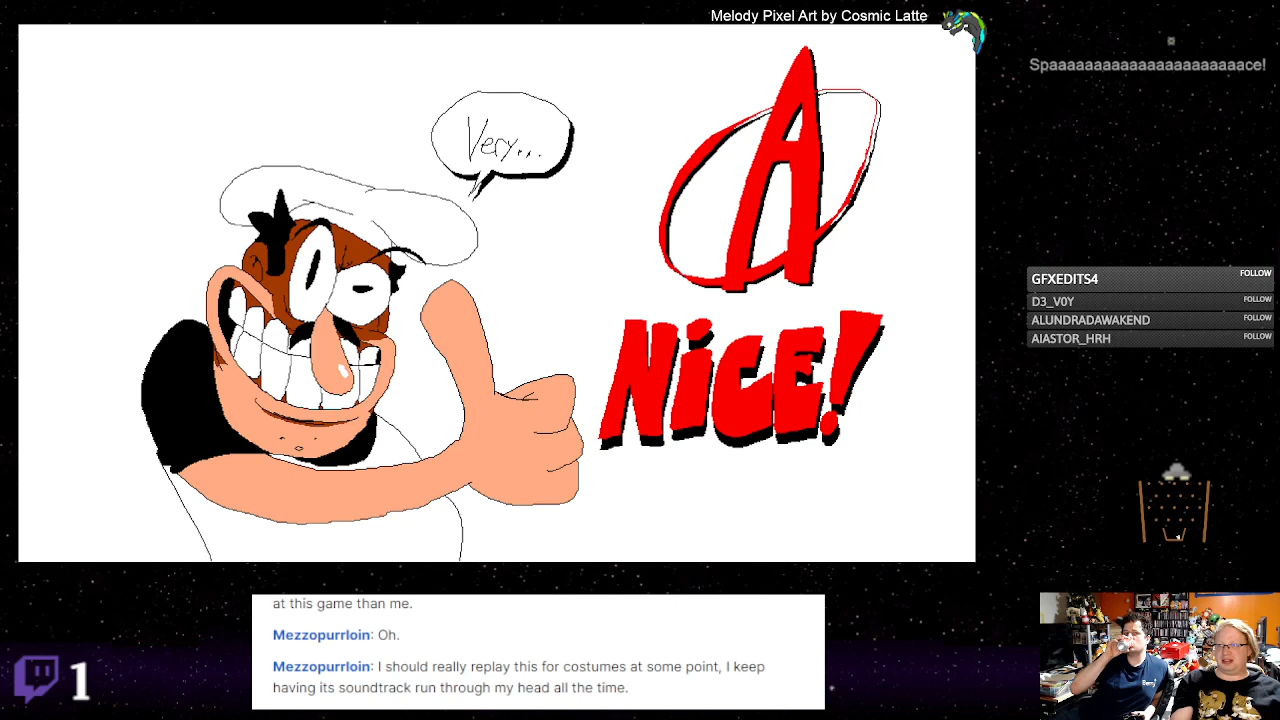 Melody Pixel Art by Cosmic Latte
Spaaaaaaaaaaaaaaaaaaaaaace!
Very...
A
NiCE!
GFXEDITS4 FOLLOW
D3_V0Y FOLLOW
ALUNDRADAWAKEND FOLLOW
AIASTOR_HRH FOLLOW
at this game than me.
Mezzopurrloin: Oh.
Mezzopurrloin: I should really replay this for costumes at some point, I keep
having its soundtrack run through my head all the time.
1